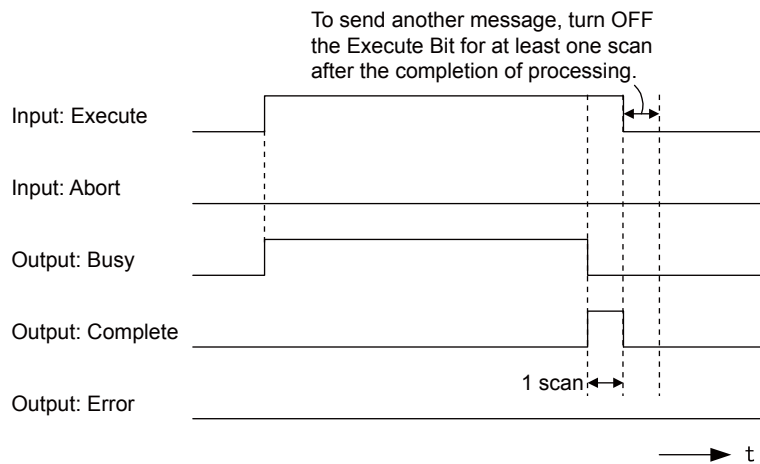 To send another message, turn OFF
the Execute Bit for at least one scan
after the completion of processing.
Input: Execute
Input: Abort
Output: Busy
Output: Complete
1 scan
Output: Error
t